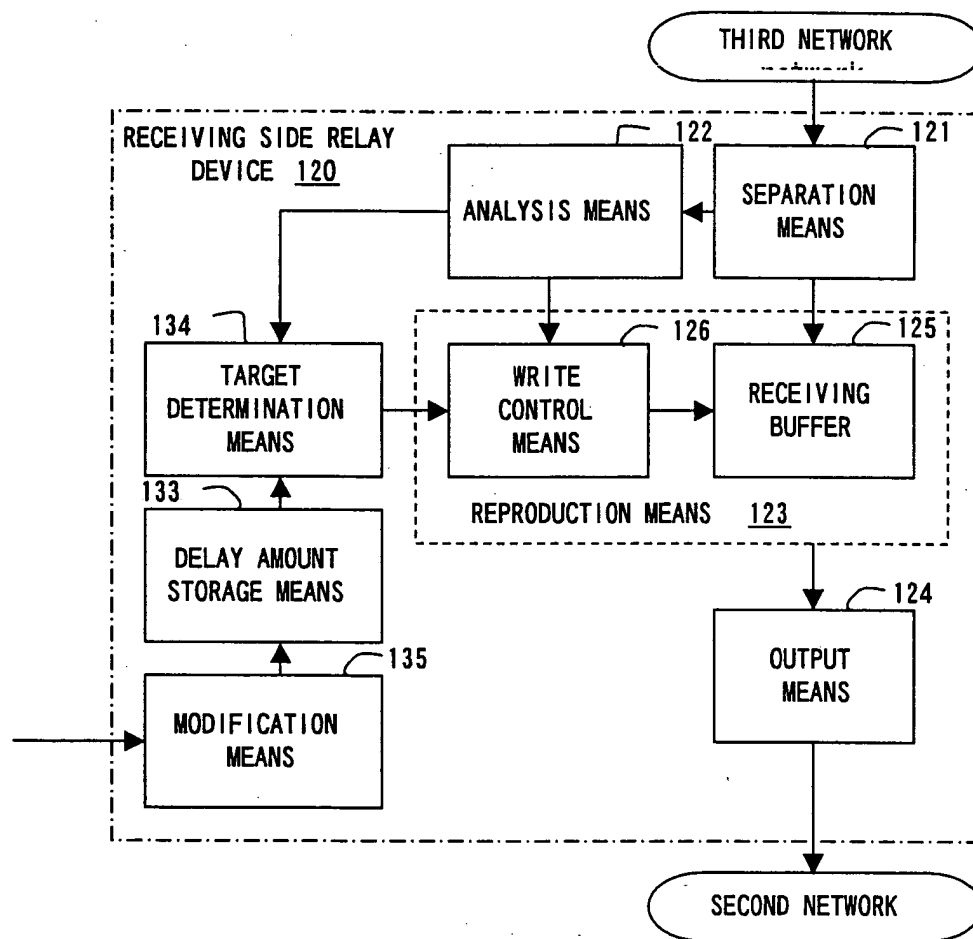 THIRD NETWORK
RECEIVING SIDE RELAY
DEVICE 120
122
121
ANALYSIS MEANS
SEPARATION
MEANS
134
126
125
TARGET
DETERMINATION
MEANS
WRITE
CONTROL
MEANS
RECEIVING
BUFFER
133
REPRODUCTION MEANS 123
DELAY AMOUNT
STORAGE MEANS
124
135
OUTPUT
MEANS
MODIFICATION
MEANS
SECOND NETWORK